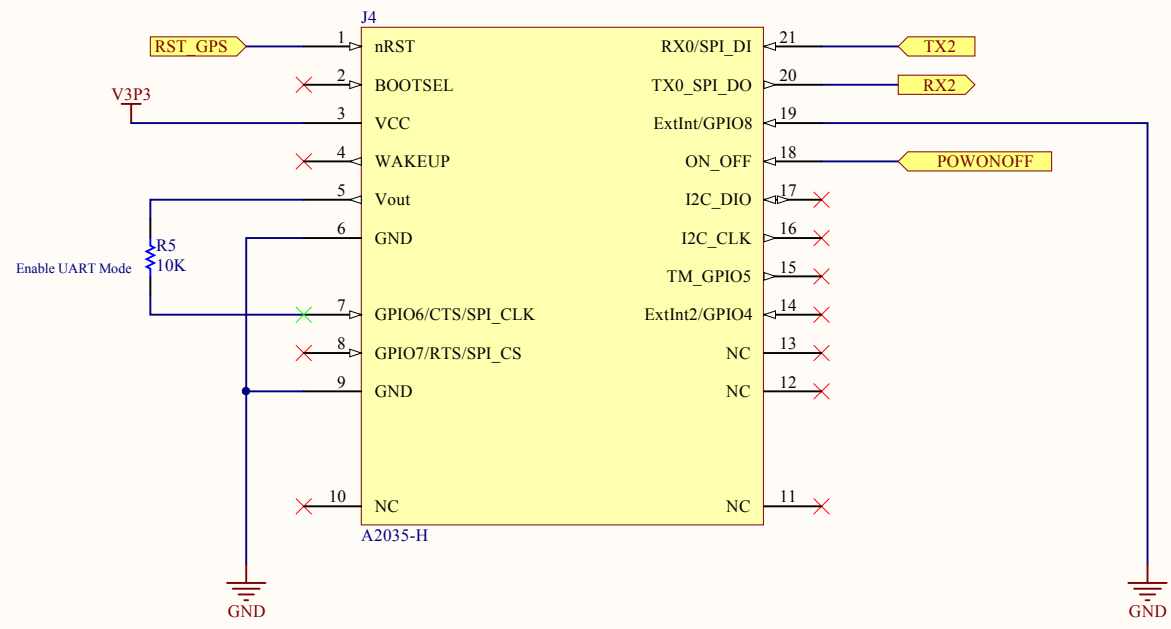 J4
RST_GPS 1 nRST RX0/SPI_DI 21 TX2
2 BOOTSEL TX0_SPI_DO 20 RX2
V3P3
3 VCC ExtInt/GPIO8 19
4 WAKEUP ON_OFF 18 POWONOFF
5 Vout I2C_DIO 17
6 GND I2C_CLK 16
R5
Enable UART Mode 10K
TM_GPIO5 15
7 GPIO6/CTS/SPI_CLK ExtInt2/GPIO4 14
8 GPIO7/RTS/SPI_CS NC 13
9 GND NC 12
10 NC NC 11
A2035-H
GND GND